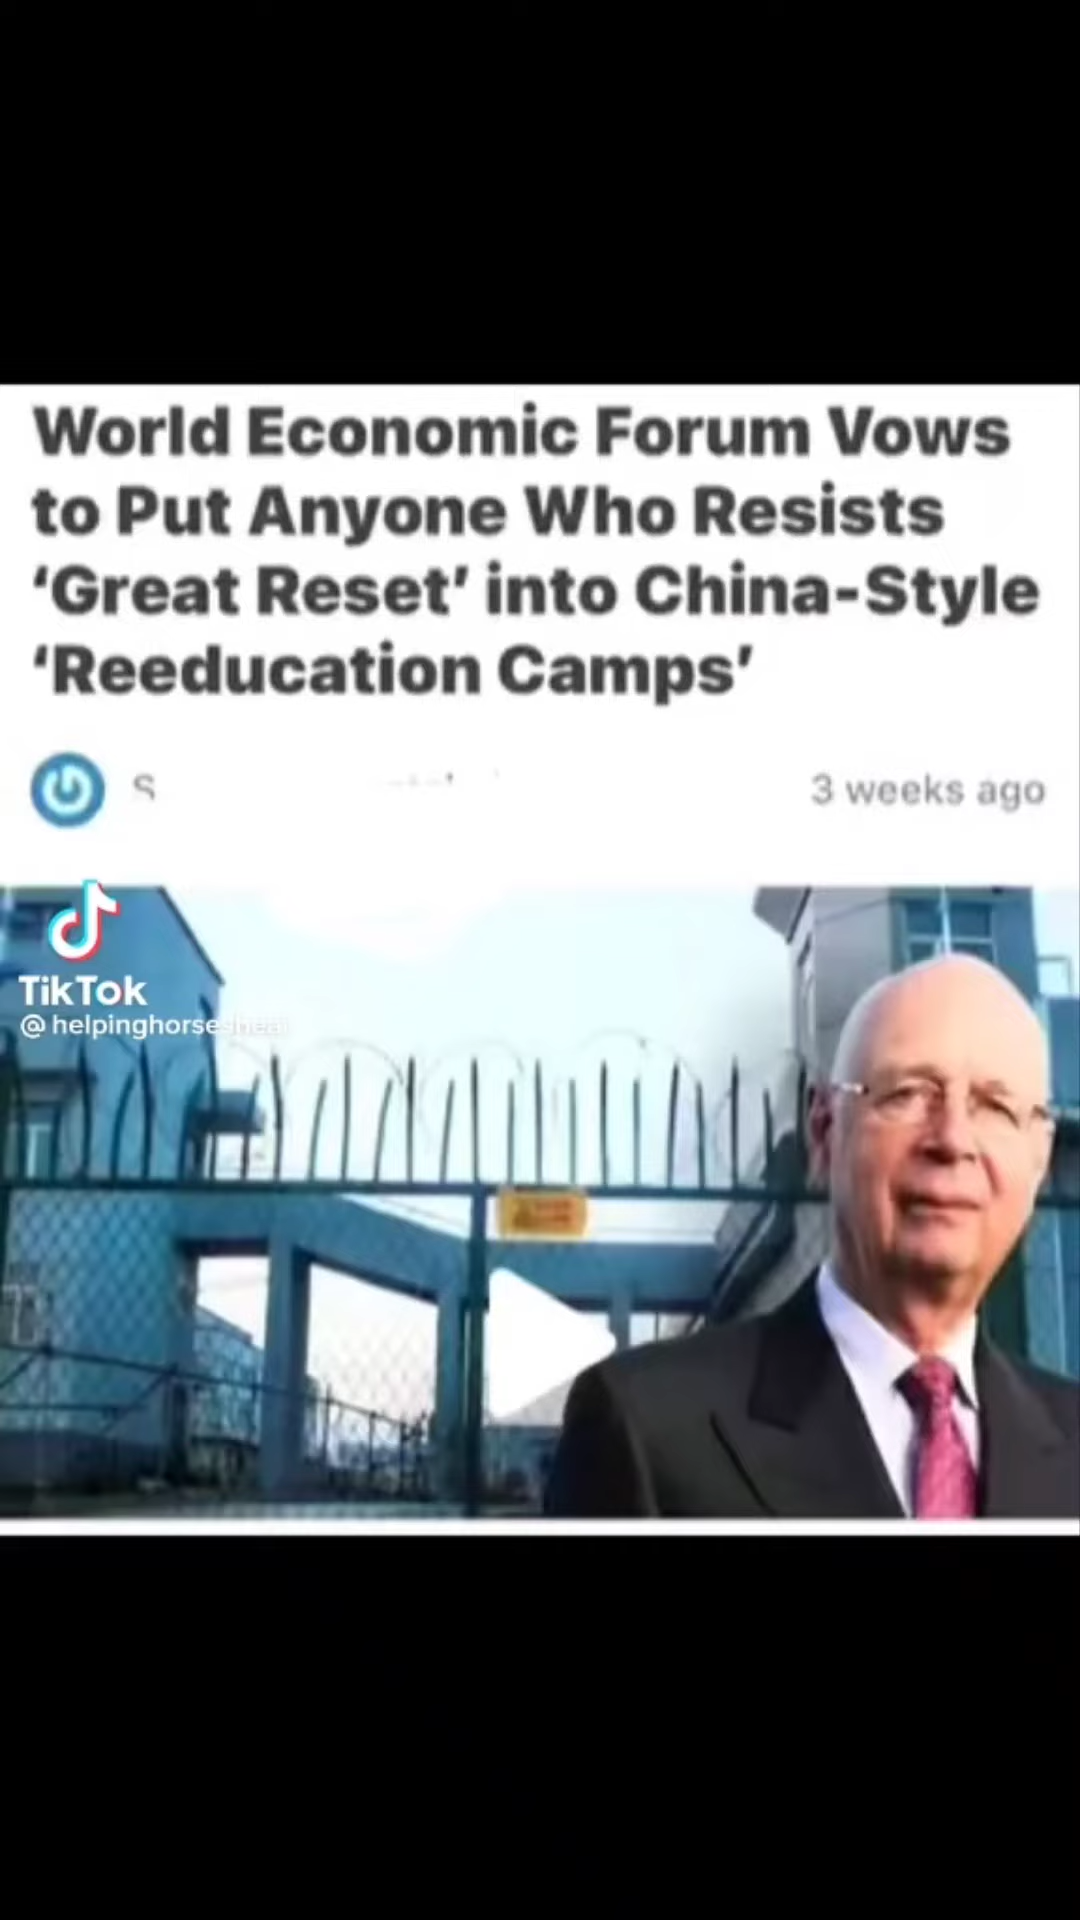 World Economic Forum Vows
to Put Anyone Who Resists
‘Great Reset’ into China-Style
‘Reeducation Camps’
S
3 weeks ago
TikTok
@helpinghorsesheal